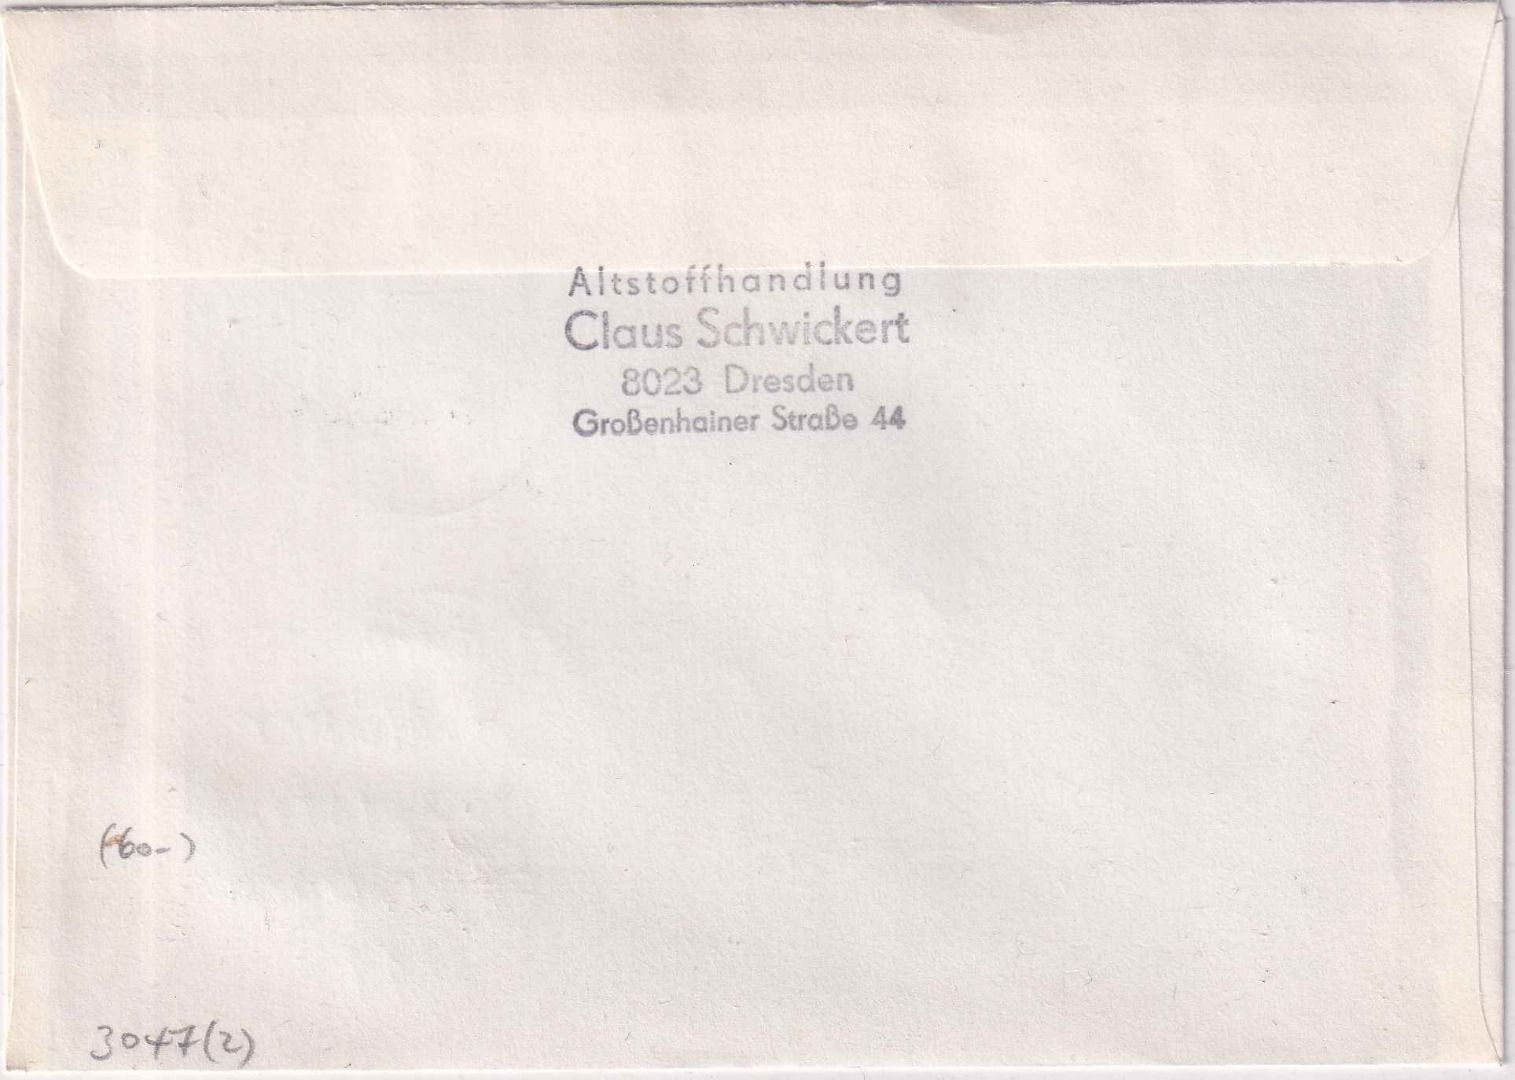 Altstoffhandlung
Claus Schwickert
8023 Dresden
Großenhainer Straße 44
(60-)
3047(2)